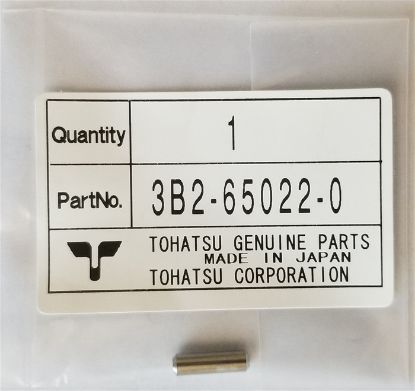 Quantity 1
PartNo. 3B2-65022-0
TOHATSU GENUINE PARTS
MADE IN JAPAN
TOHATSU CORPORATION